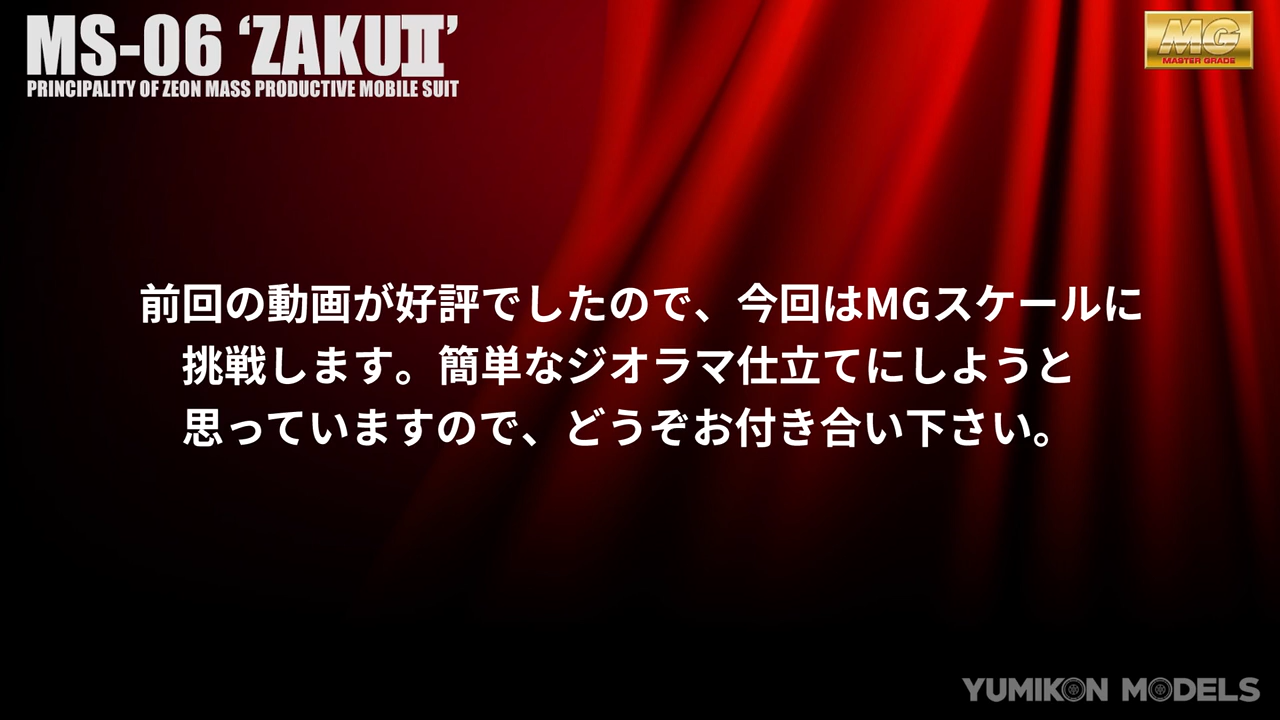 MS-06 ‘ZAKUⅡ’
PRINCIPALITY OF ZEON MASS PRODUCTIVE MOBILE SUIT
MG
MASTER GRADE
前回の動画が好評でしたので、今回はMGスケールに
挑戦します。簡単なジオラマ仕立てにしようと
思っていますので、どうぞお付き合い下さい。
YUMIKON MODELS